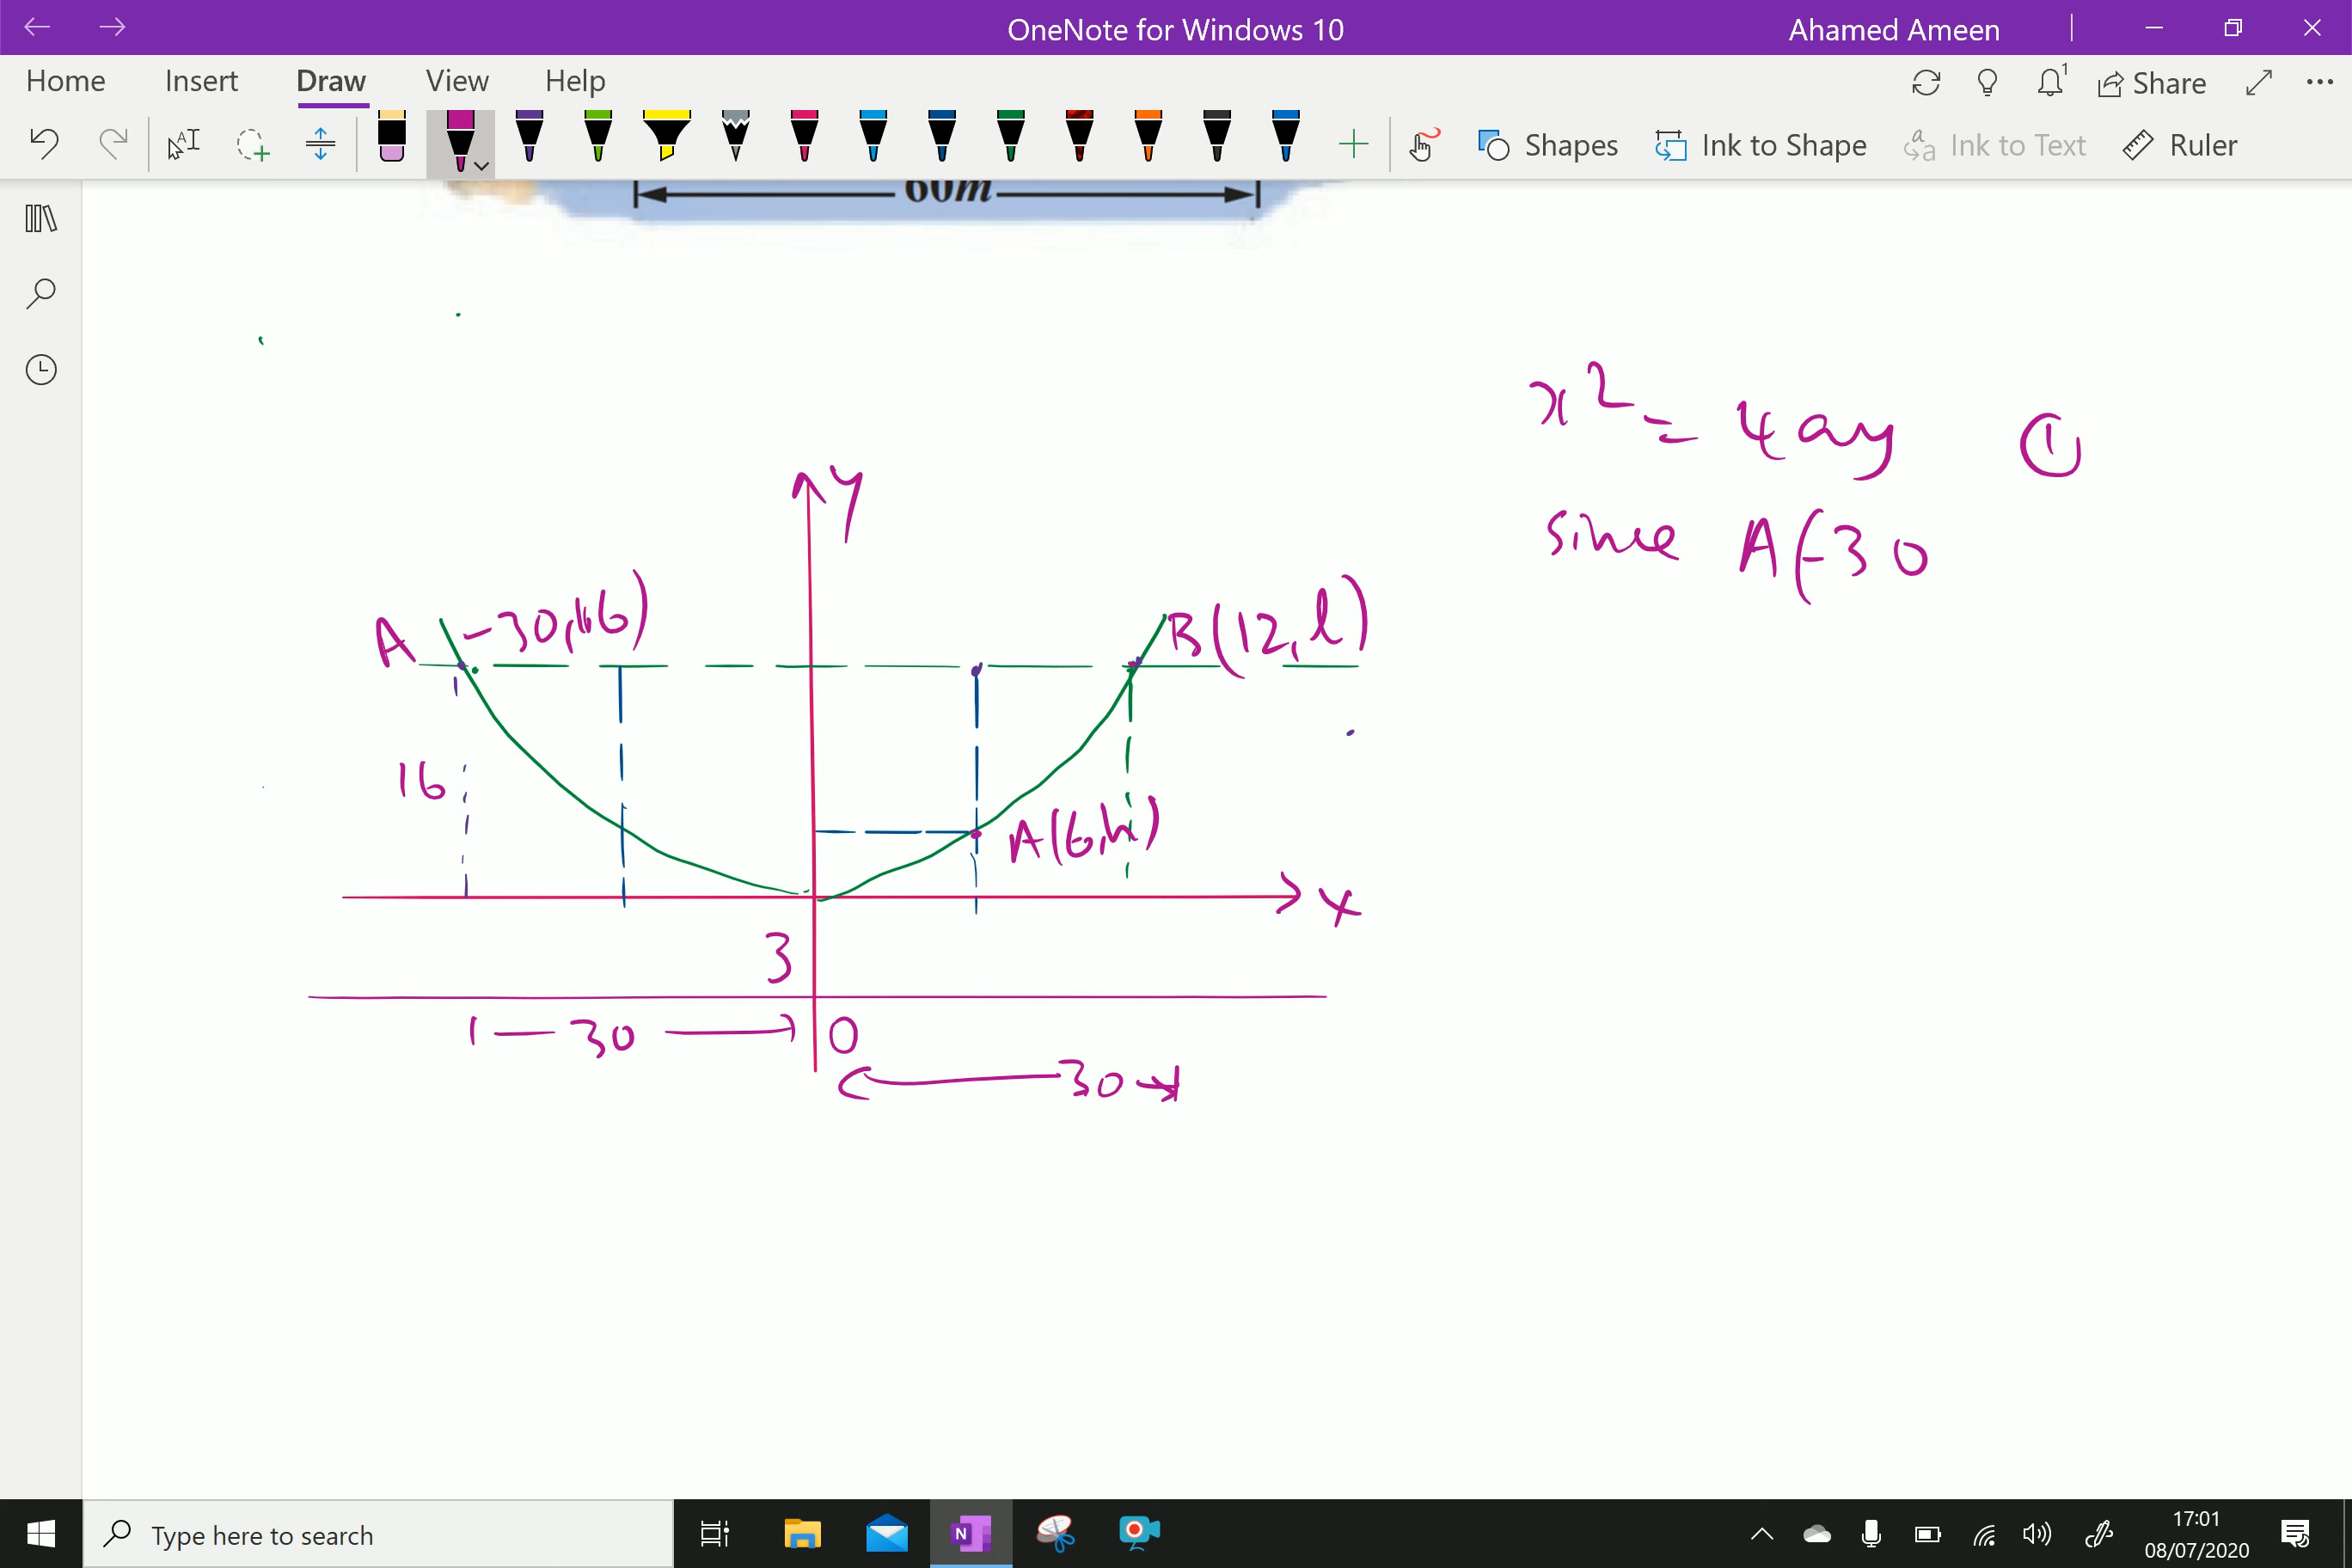 OneNote for Windows 10
Ahamed Ameen
Home Insert Draw View Help
1
Share
Shapes Ink to Shape Ink to Text Ruler
60m
x² = 4ay ①
since A(-30
y
A -30,16)
B(12,l)
16
A(6,h)
x
3
30 0
30
Type here to search
N
17:01
08/07/2020